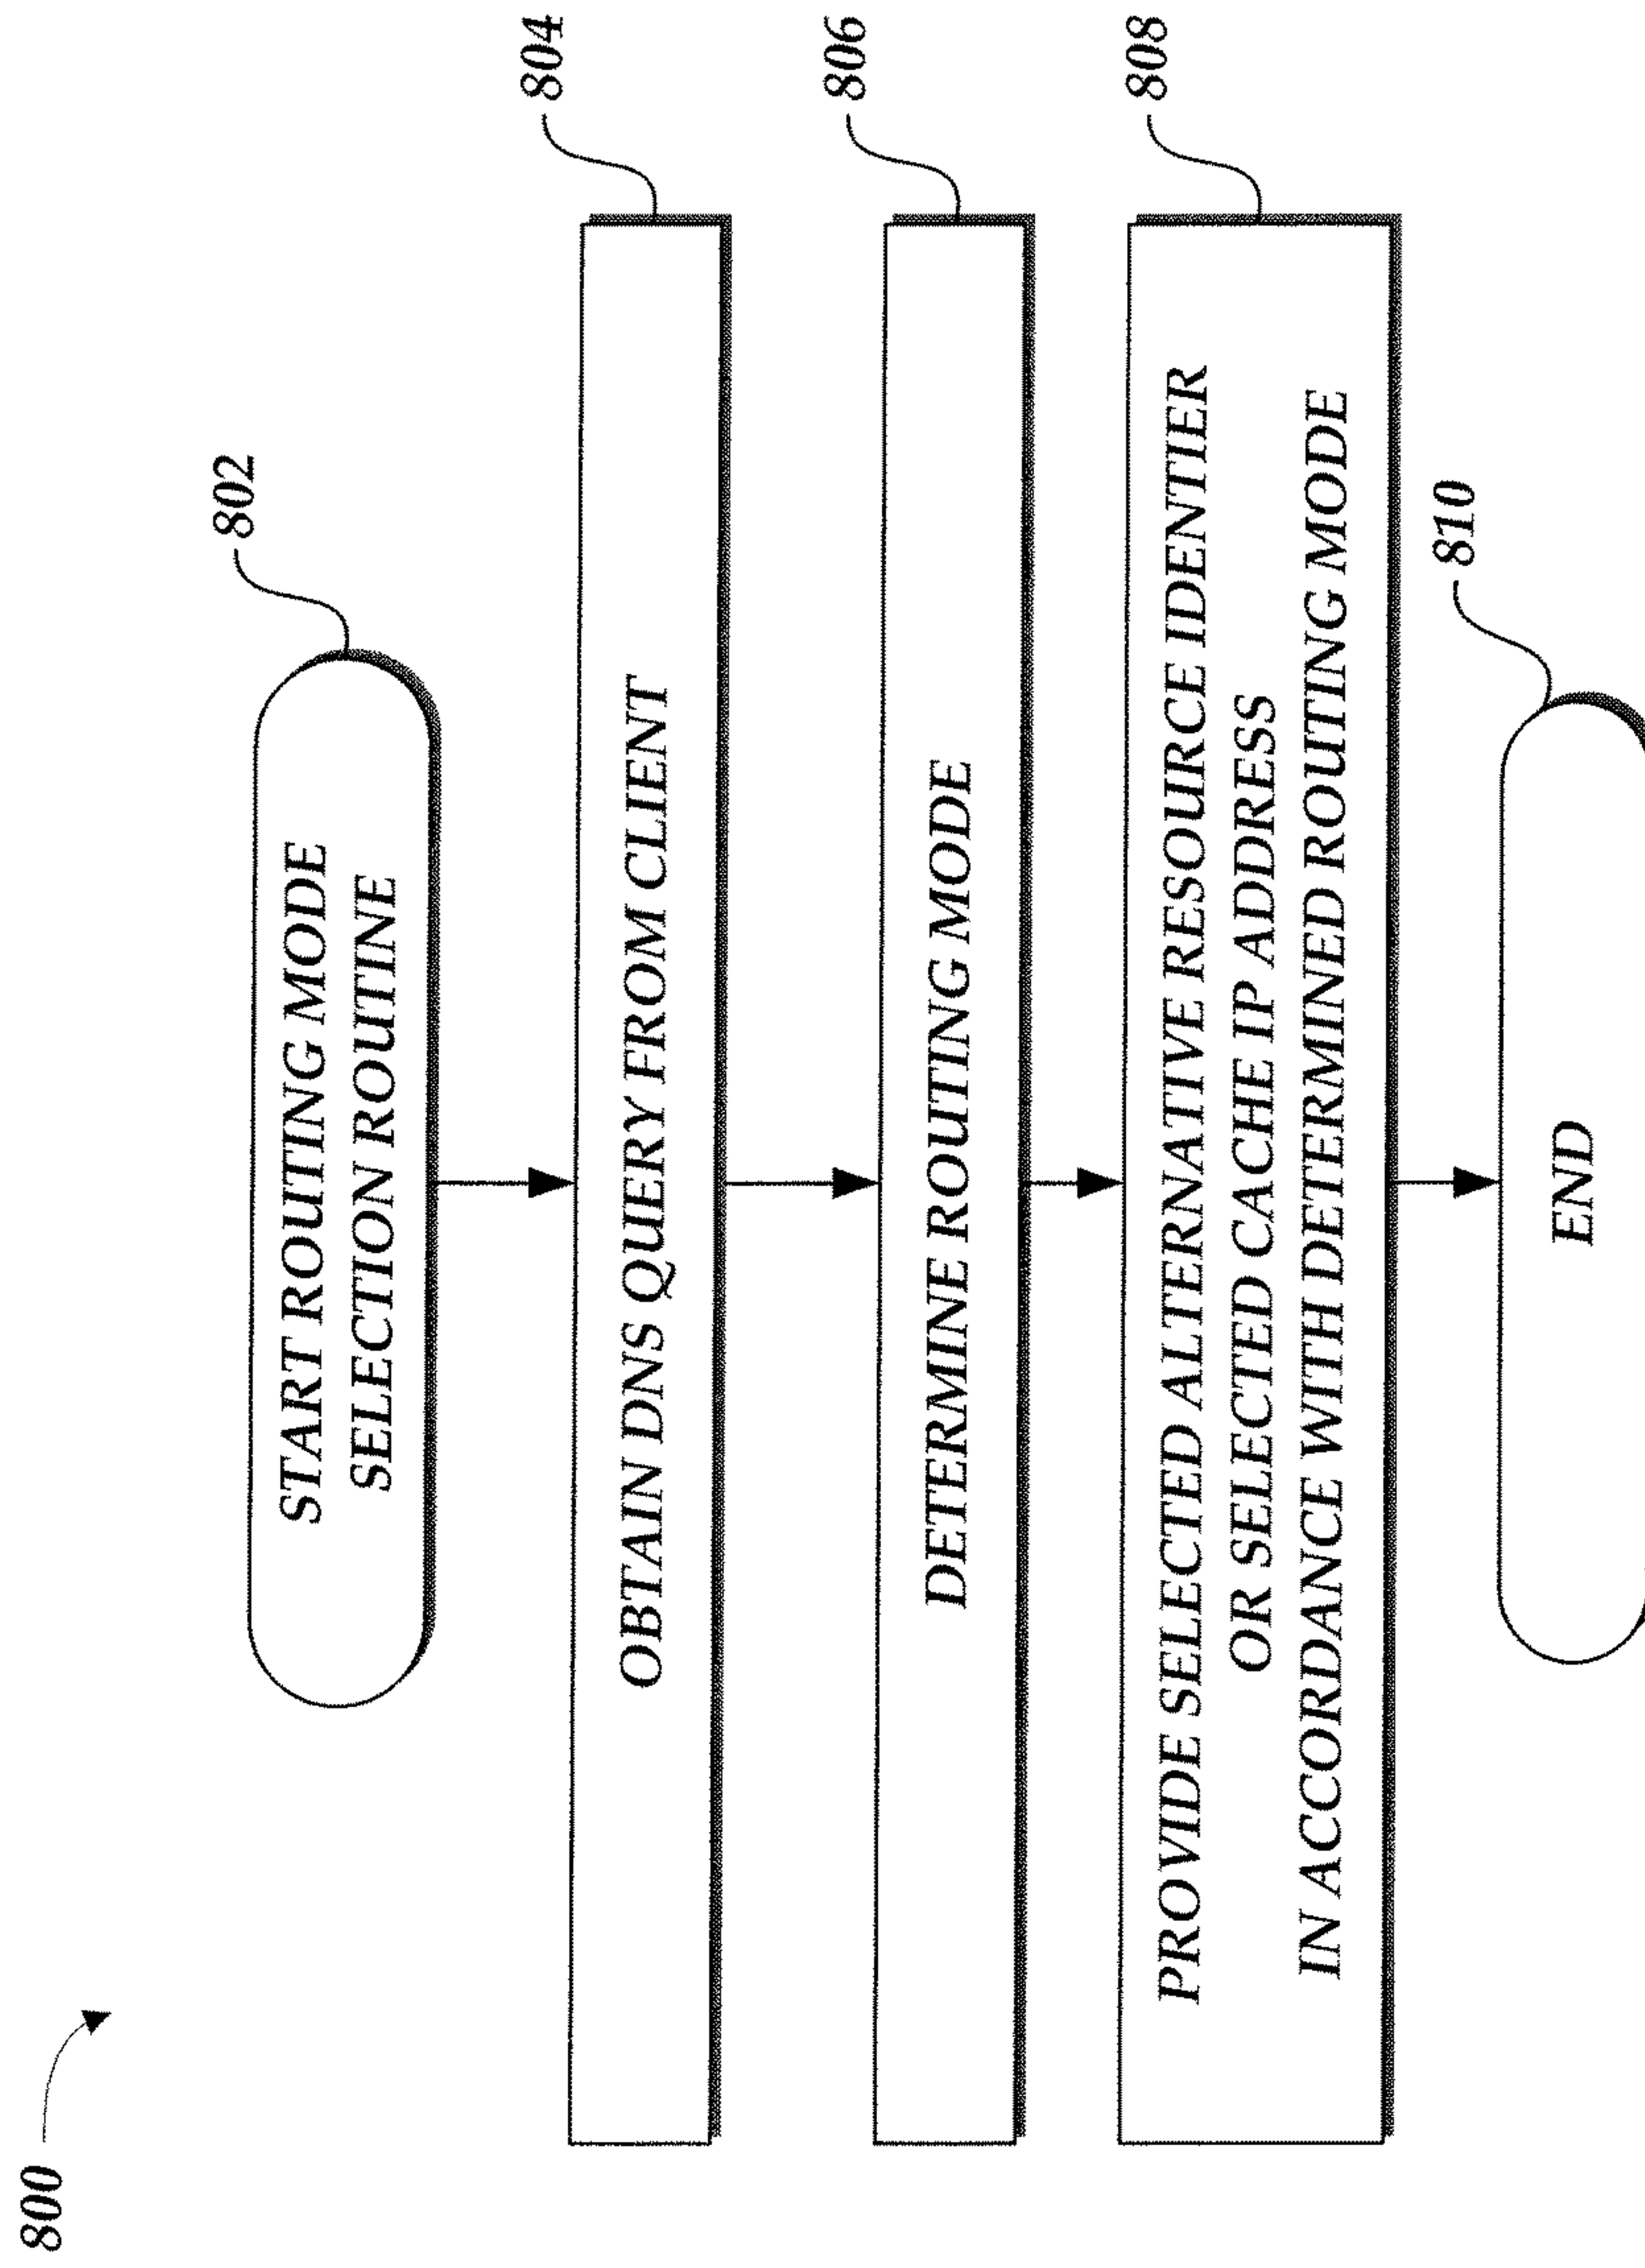 800
802
START ROUTING MODE
SELECTION ROUTINE
804
OBTAIN DNS QUERY FROM CLIENT
806
DETERMINE ROUTING MODE
808
PROVIDE SELECTED ALTERNATIVE RESOURCE IDENTIER
OR SELECTED CACHE IP ADDRESS
IN ACCORDANCE WITH DETERMINED ROUTING MODE
810
END